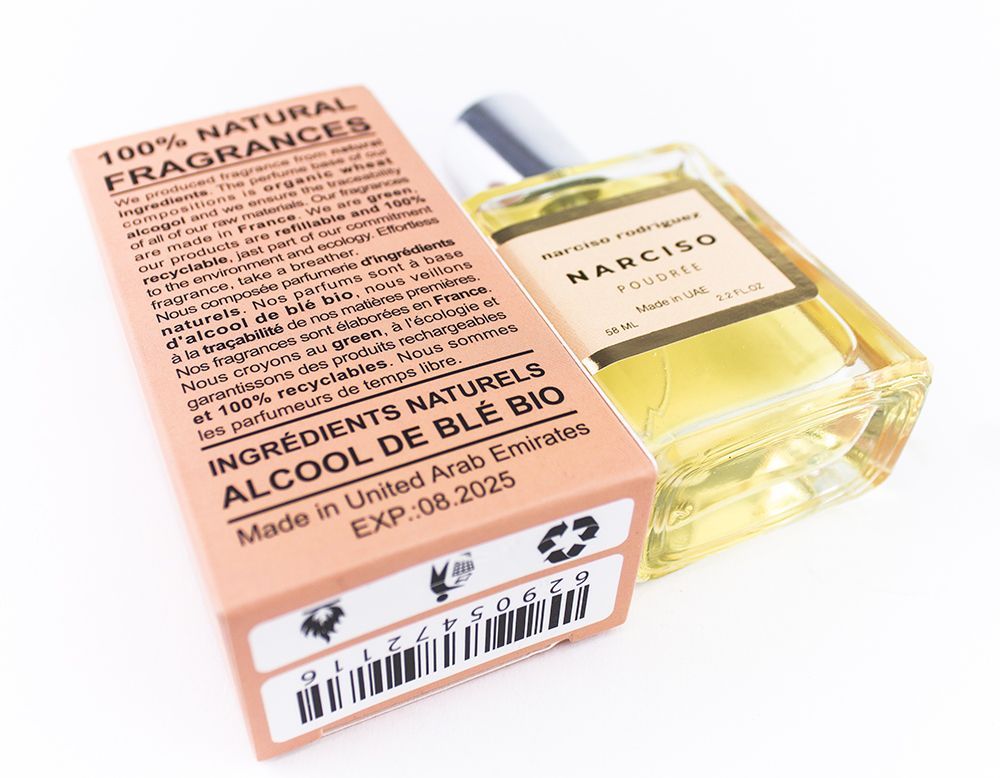 100% NATURAL
FRAGRANCES
We produced fragrance from natural
ingredients. The perfume base of our
compositions is organic wheat
alcogol and we ensure the traceability
of all of our raw materials. Our fragrances
are made in France. We are green,
our products are refillable and 100%
recyclable, jast part of our commitment
to the environment and ecology. Effortless
fragrance, take a breather.
Nous composée parfumerie d'ingrédients
naturels. Nos parfums sont à base
d'alcool de blé bio, nous veillons
à la traçabilité de nos matières premières.
Nos fragrances sont élaborées en France.
Nous croyons au green, à l'écologie et
garantissons des produits rechargeables
et 100% recyclables. Nous sommes
les parfumeurs de temps libre.
INGRÉDIENTS NATURELS
ALCOOL DE BLÉ BIO
Made in United Arab Emirates
EXP.:08.2025
6290547211 6
narciso rodriguez
NARCISO
POUDRÉE
Made in UAE
58 ML 2.2 FL.OZ